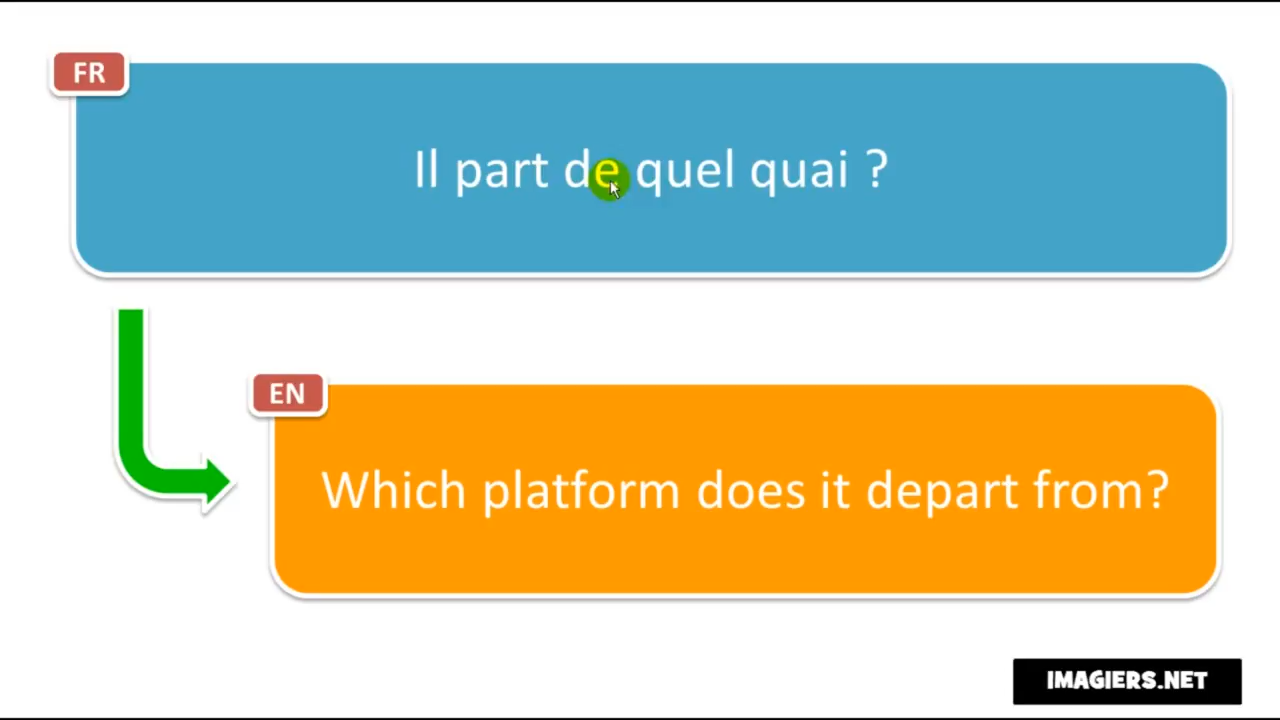 FR
Il part de quel quai ?
EN
Which platform does it depart from?
IMAGIERS.NET